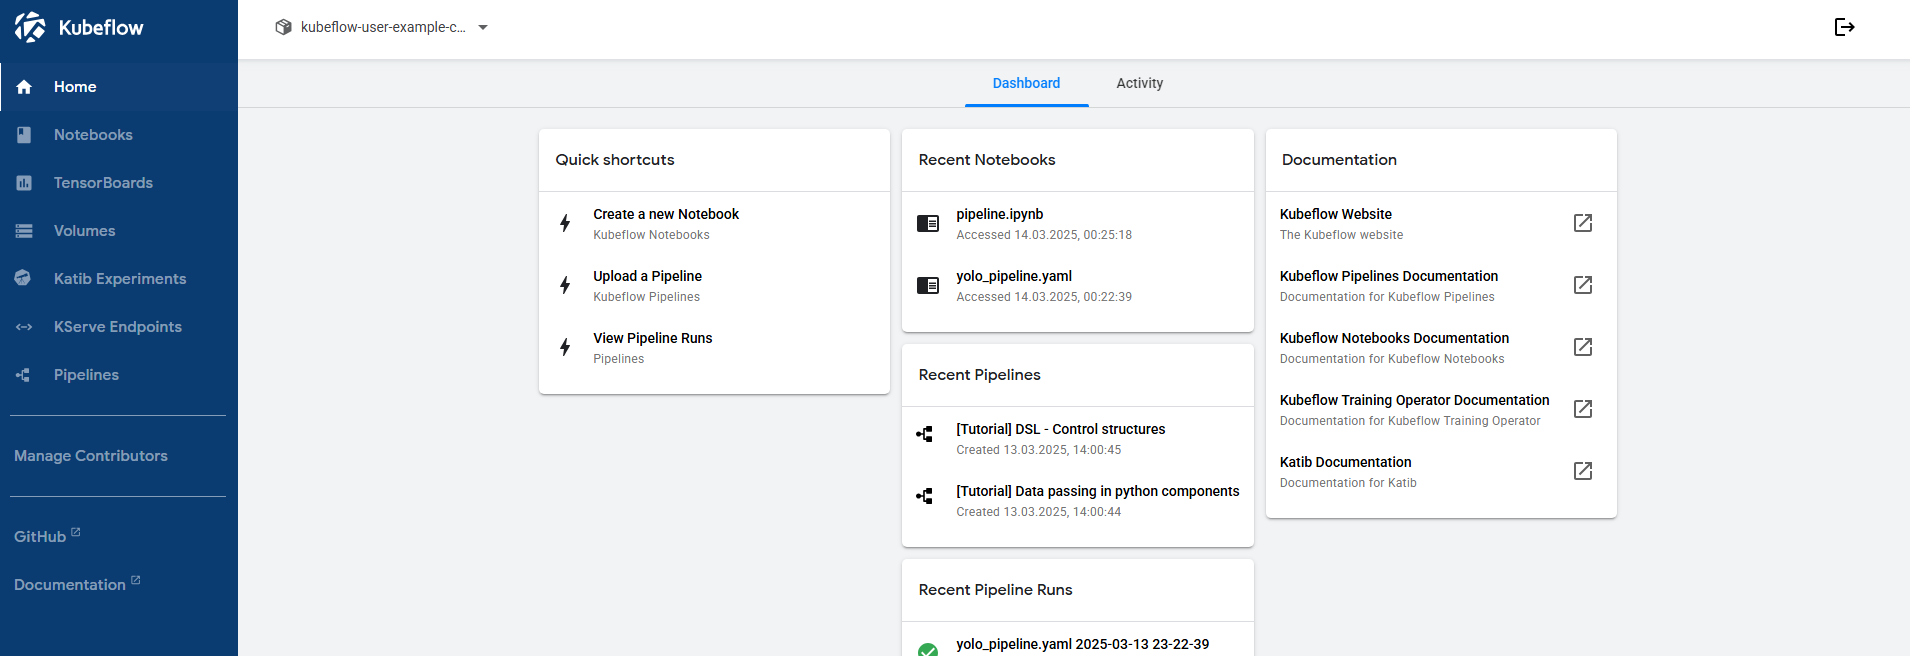 Kubeflow
kubeflow-user-example-c...
Home
Notebooks
TensorBoards
Volumes
Katib Experiments
KServe Endpoints
Pipelines
Manage Contributors
GitHub
Documentation
Dashboard
Activity
Quick shortcuts
Create a new Notebook
Kubeflow Notebooks
Upload a Pipeline
Kubeflow Pipelines
View Pipeline Runs
Pipelines
Recent Notebooks
pipeline.ipynb
Accessed 14.03.2025, 00:25:18
yolo_pipeline.yaml
Accessed 14.03.2025, 00:22:39
Recent Pipelines
[Tutorial] DSL - Control structures
Created 13.03.2025, 14:00:45
[Tutorial] Data passing in python components
Created 13.03.2025, 14:00:44
Recent Pipeline Runs
yolo_pipeline.yaml 2025-03-13 23-22-39
Documentation
Kubeflow Website
The Kubeflow website
Kubeflow Pipelines Documentation
Documentation for Kubeflow Pipelines
Kubeflow Notebooks Documentation
Documentation for Kubeflow Notebooks
Kubeflow Training Operator Documentation
Documentation for Kubeflow Training Operator
Katib Documentation
Documentation for Katib